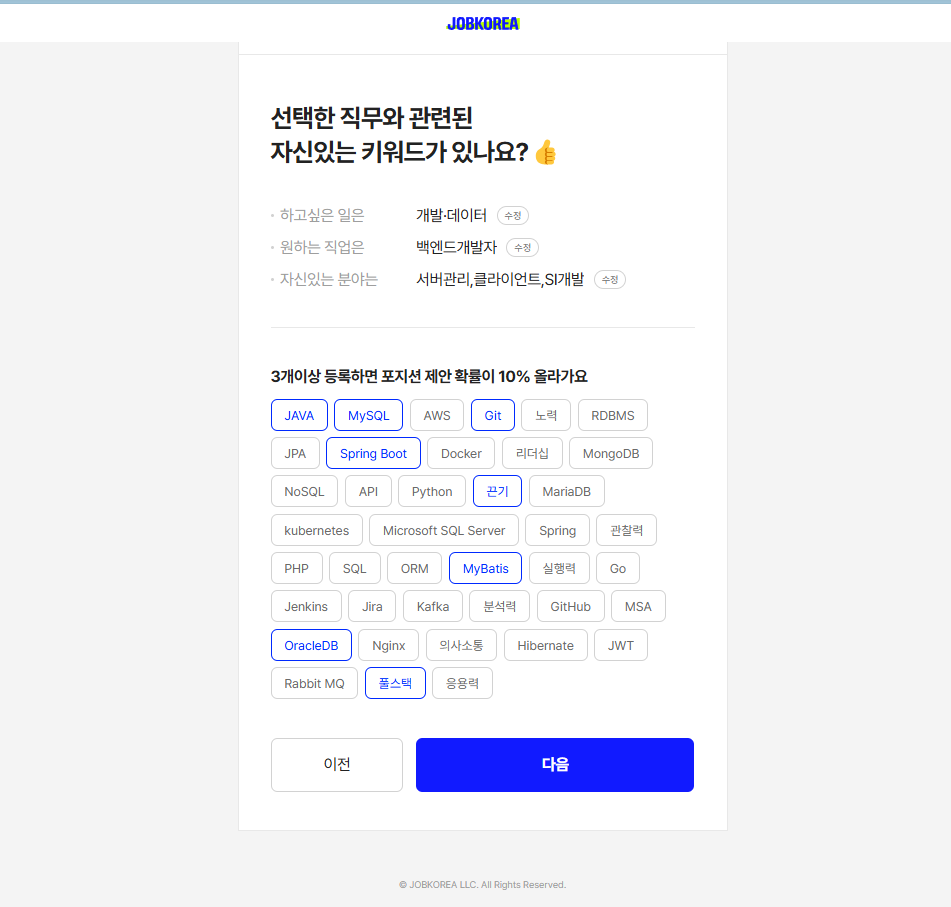 JOBKOREA
선택한 직무와 관련된
자신있는 키워드가 있나요? 👍
하고싶은 일은 개발·데이터 수정
원하는 직업은 백엔드개발자 수정
자신있는 분야는 서버관리,클라이언트,SI개발 수정
3개이상 등록하면 포지션 제안 확률이 10% 올라가요
JAVA MySQL AWS Git 노력 RDBMS
JPA Spring Boot Docker 리더십 MongoDB
NoSQL API Python 끈기 MariaDB
kubernetes Microsoft SQL Server Spring 관찰력
PHP SQL ORM MyBatis 실행력 Go
Jenkins Jira Kafka 분석력 GitHub MSA
OracleDB Nginx 의사소통 Hibernate JWT
Rabbit MQ 풀스택 응용력
이전 다음
© JOBKOREA LLC. All Rights Reserved.